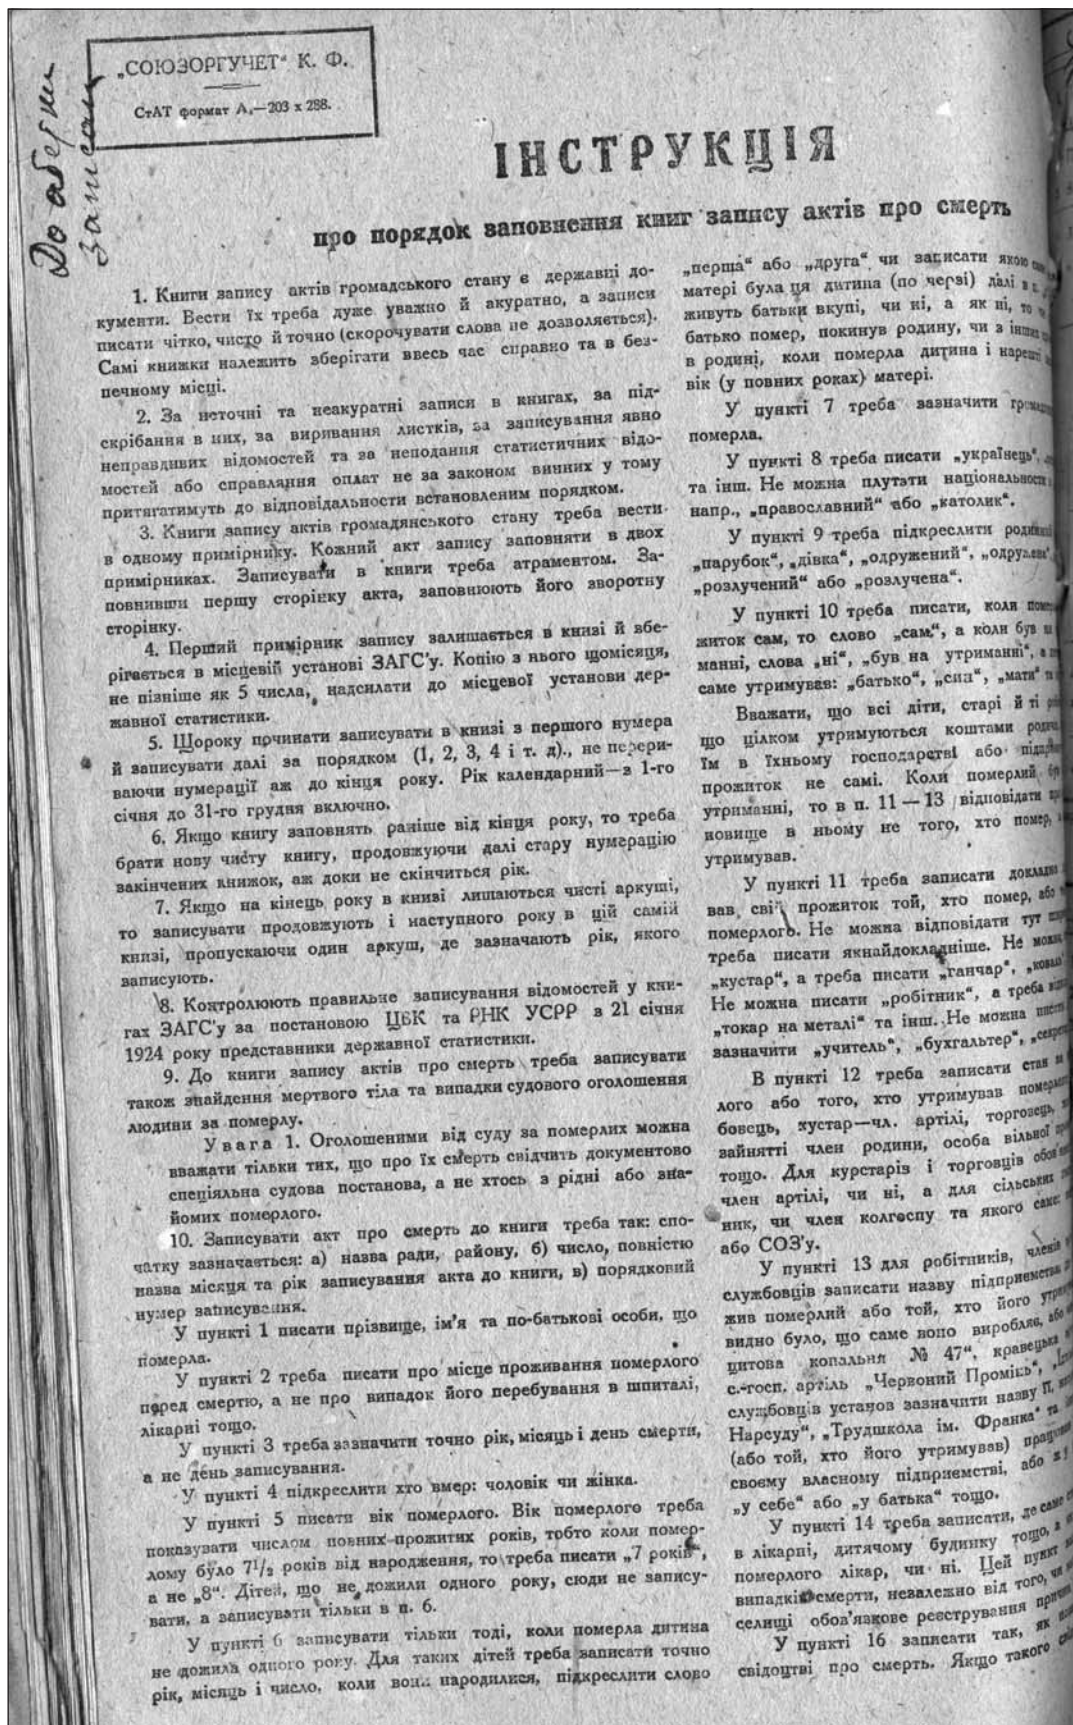 До
„СОЮЗОРГУЧЕТ“ К. Ф.
СтАТ формат А₄—203 х 288.
ІНСТРУКЦІЯ
про порядок заповнення книг запису актів про смерть
1. Книги запису актів громадського стану є державці до-
кументи. Вести їх треба дуже уважно й акуратно, а записи
писати чітко, чисто й точно (скорочувати слова не дозволяється).
Самі книжки належить зберігати ввесь час справно та в без-
печному місці.
2. За неточні та неакуратні записи в книгах, за під-
скрібання в них, за виривання листків, за записування явно
неправдивих відомостей та за неподання статистичних відо-
мостей або справляння оплат не за законом винних у тому
притягатимуть до відповідальности встановленим порядком.
3. Книги запису актів громадянського стану треба вести
в одному примірнику. Кожний акт запису заповняти в двох
примірниках. Записувати в книги треба атраментом. За-
повнивши першу сторінку акта, заповнюють його зворотну
сторінку.
4. Перший примірник запису залишається в книзі й збе-
рігається в місцевій установі ЗАГС'у. Копію з нього щомісяця,
не пізніше як 5 числа, надсилати до місцевої установи дер-
жавної статистики.
5. Щороку починати записувати в книзі з першого нумера
й записувати далі за порядком (1, 2, 3, 4 і т. д)., не перери-
ваючи нумерації аж до кінця року. Рік календарний—з 1-го
січня до 31-го грудня включно.
6. Якщо книгу заповнять раніше від кінця року, то треба
брати нову чисту книгу, продовжуючи далі стару нумерацію
закінчених книжок, аж доки не скінчиться рік.
7. Якщо на кінець року в книзі лишаються чисті аркуші,
то записувати продовжують і наступного року в цій самій
книзі, пропускаючи один аркуш, де зазначають рік, якого
записують.
8. Контролюють правильне записування відомостей у кни-
гах ЗАГС'у за постановою ЦВК та РНК УСРР з 21 січня
1924 року представники державної статистики.
9. До книги запису актів про смерть треба записувати
також знайдення мертвого тіла та випадки судового оголошення
людини за померлу.
Увага 1. Оголошеними від суду за померлих можна
вважати тільки тих, що про їх смерть свідчить документово
спеціяльна судова постанова, а не хтось з рідні або зна-
йомих померлого.
10. Записувати акт про смерть до книги треба так: спо-
чатку зазначається: а) назва ради, району, б) число, повністю
назва місяця та рік записування акта до книги, в) порядковий
нумер записування.
У пункті 1 писати прізвище, ім'я та по-батькові особи, що
померла.
У пункті 2 треба писати про місце проживання померлого
перед смертю, а не про випадок його перебування в шпиталі,
лікарні тощо.
У пункті 3 треба зазначити точно рік, місяць і день смерти,
а не день записування.
У пункті 4 підкреслити хто вмер: чоловік чи жінка.
У пункті 5 писати вік померлого. Вік померлого треба
показувати числом повних прожитих років, тобто коли помер-
лому було 7½ років від народження, то треба писати „7 років“,
а не „8“. Дітей, що не дожили одного року, сюди не запису-
вати, а записувати тільки в п. 6.
У пункті 6 записувати тільки тоді, коли померла дитина
не дожила одного року. Для таких дітей треба записати точно
рік, місяць і число, коли вони народилися, підкреслити слово
„перша“ або „друга“ чи записати якою
матері була ця дитина (по черзі) далі в п.
живуть батьки вкупі, чи ні, а як ні, то
батько помер, покинув родину, чи з інших
в родині, коли померла дитина і нарешті
вік (у повних роках) матері.
У пункті 7 треба зазначити
померла.
У пункті 8 треба писати „українець“,
та інш. Не можна плутати національности
напр., „православний“ або „католик“.
У пункті 9 треба підкреслити родинний
„парубок“, „дівка“, „одружений“, „одружена“
„розлучений“ або „розлучена“.
У пункті 10 треба писати, коли
житок сам, то слово „сам“, а коли був на
манні, слова „ні“, „був на утриманні“, а
саме утримував: „батько“, „син“, „мати“ та
Вважати, що всі діти, старі й ті
що цілком утримуються коштами
їм в їхньому господарстві або
прожиток не самі. Коли померлий
утриманні, то в п. 11—13 відповідати
новище в ньому не того, хто помер,
утримував.
У пункті 11 треба записати докладно
вав свій прожиток той, хто помер, або
померлого. Не можна відповідати тут
треба писати якнайдокладніше. Не можна
„кустар“, а треба писати „ганчар“,
Не можна писати „робітник“, а треба
„токар на металі“ та інш. Не можна писати
зазначити „учитель“, „бухгальтер“,
В пункті 12 треба записати стан
лого або того, хто утримував
бовець, кустар—чл. артілі, торговець,
зайнятті член родини, особа вільної
тощо. Для курстарів і торговців
член артілі, чи ні, а для сільських
ник, чи член колгоспу та якого саме:
або СОЗ'у.
У пункті 13 для робітників, членів
службовців записати назву підприємства
жив померлий або той, хто його
видно було, що саме воно виробляє, або
цитова копальня № 47“, кравецька
с.-госп. артіль „Червоний Промінь“,
службовців установ зазначити назву її,
Нарсуду“, „Трудшкола ім. Франка“ та
(або той, хто його утримував)
своєму власному підприємстві, або
„у себе“ або „у батька“ тощо.
У пункті 14 треба записати, де саме
в лікарні, дитячому будинку тощо, а
померлого лікар, чи ні. Цей пункт
випадків смерти, незалежно від того, чи
селищі обов'язкове реєстрування
У пункті 16 записати так, як
свідоцтві про смерть. Якщо такого